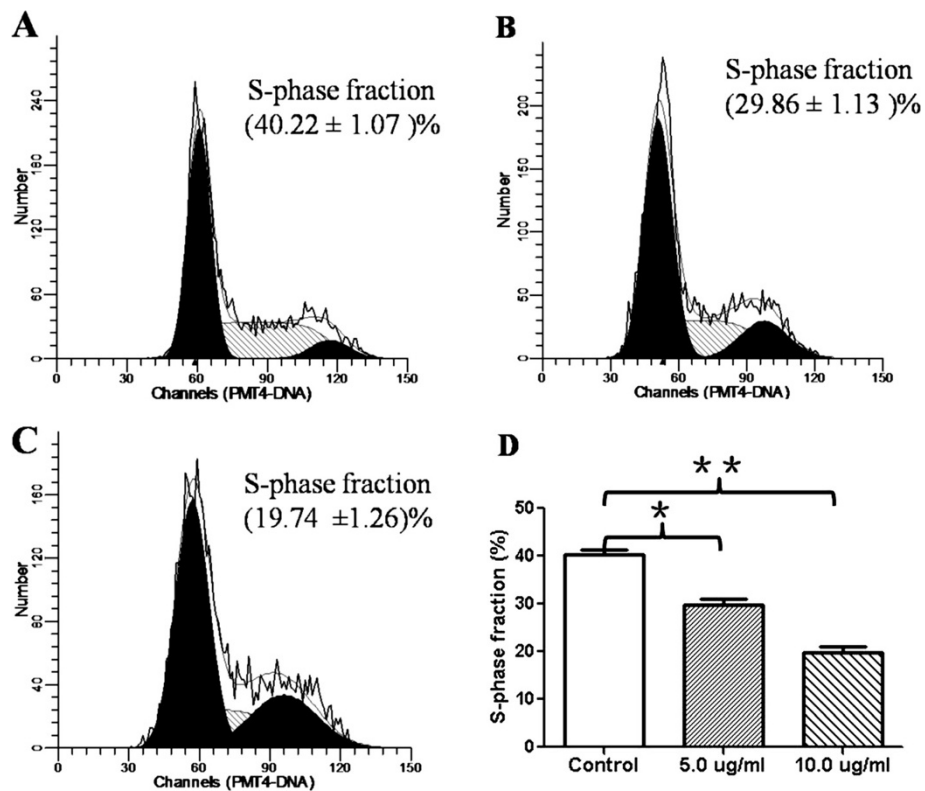 A
S-phase fraction
(40.22 ± 1.07 )%
Number
240
180
120
60
0
0 30 60 90 120 150
Channels (PMT4-DNA)
B
S-phase fraction
(29.86 ± 1.13 )%
Number
200
150
100
50
0
0 30 60 90 120 150
Channels (PMT4-DNA)
C
S-phase fraction
(19.74 ±1.26)%
Number
160
120
80
40
0
0 30 60 90 120 150
Channels (PMT4-DNA)
D
* *
*
S-phase fraction (%)
50
40
30
20
10
0
Control 5.0 ug/ml 10.0 ug/ml